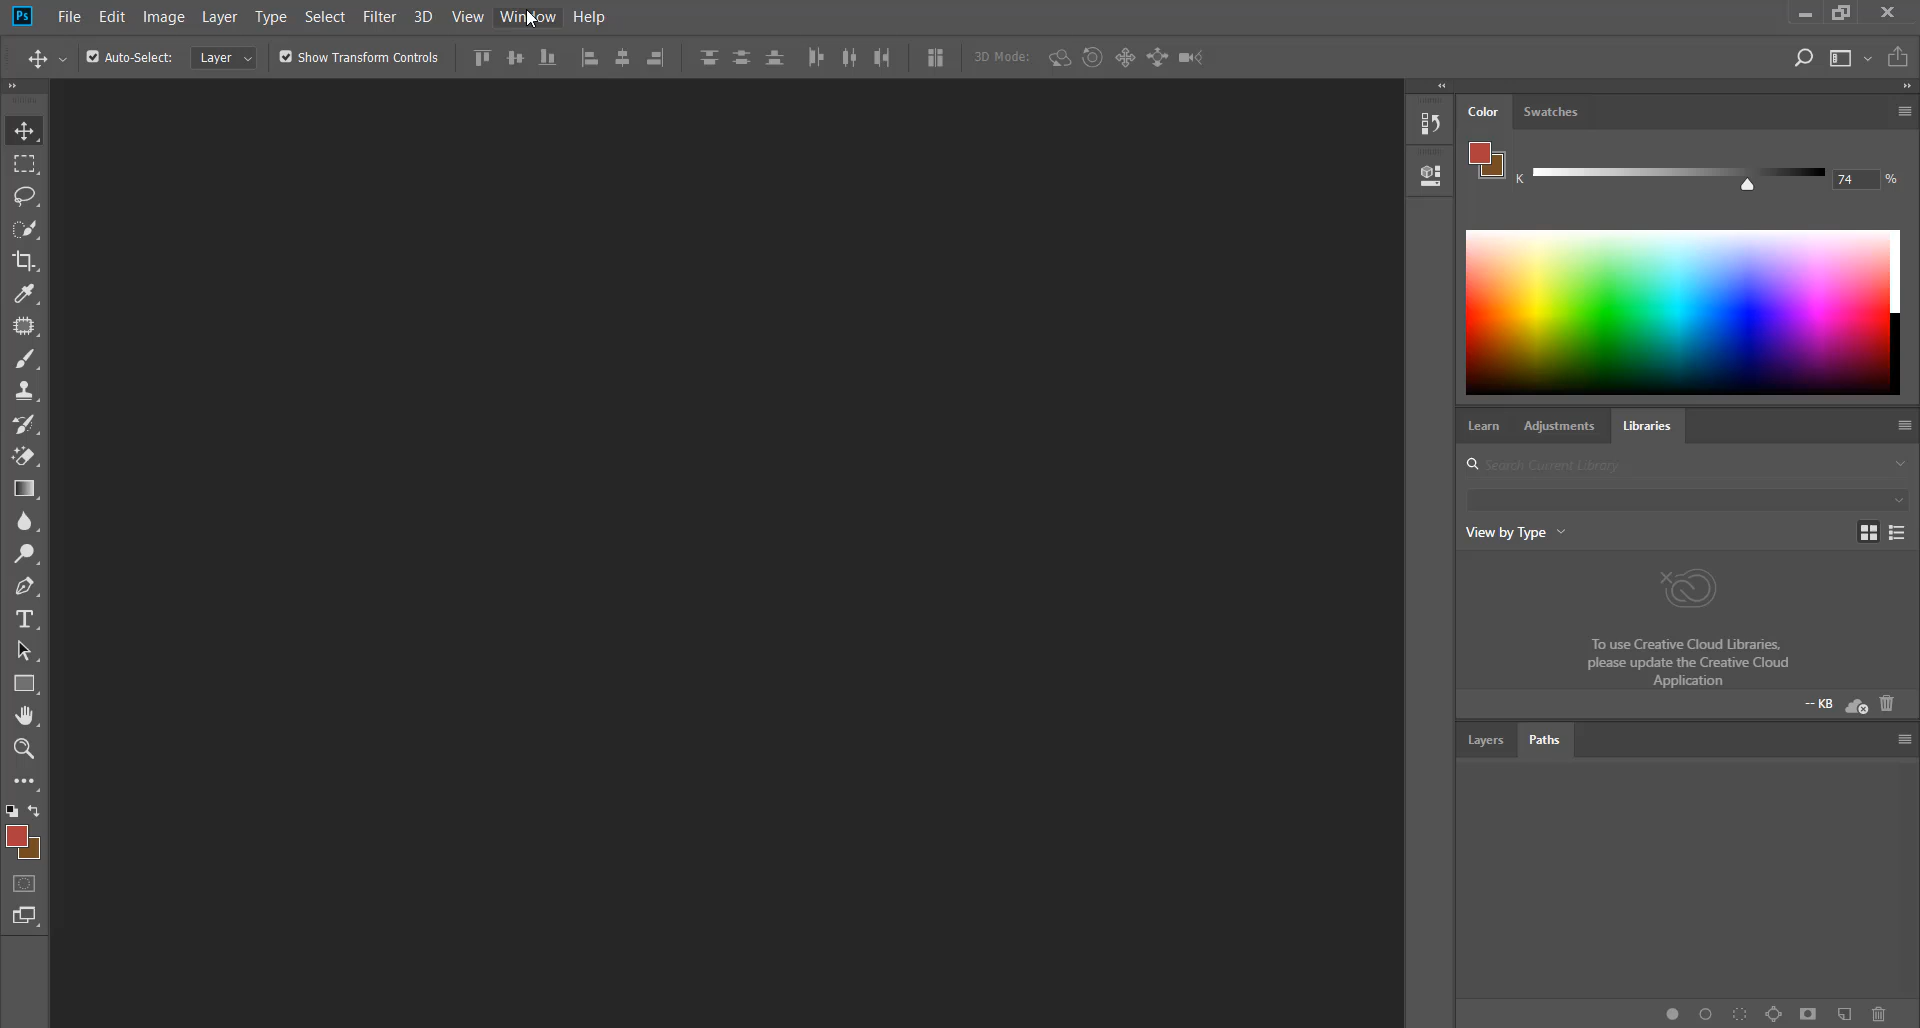 Ps File Edit Image Layer Type Select Filter 3D View Window Help
Auto-Select: Layer Show Transform Controls 3D Mode:
Color Swatches
K 74 %
Learn Adjustments Libraries
Search Current Library
View by Type
To use Creative Cloud Libraries,
please update the Creative Cloud
Application
-- KB
Layers Paths
T